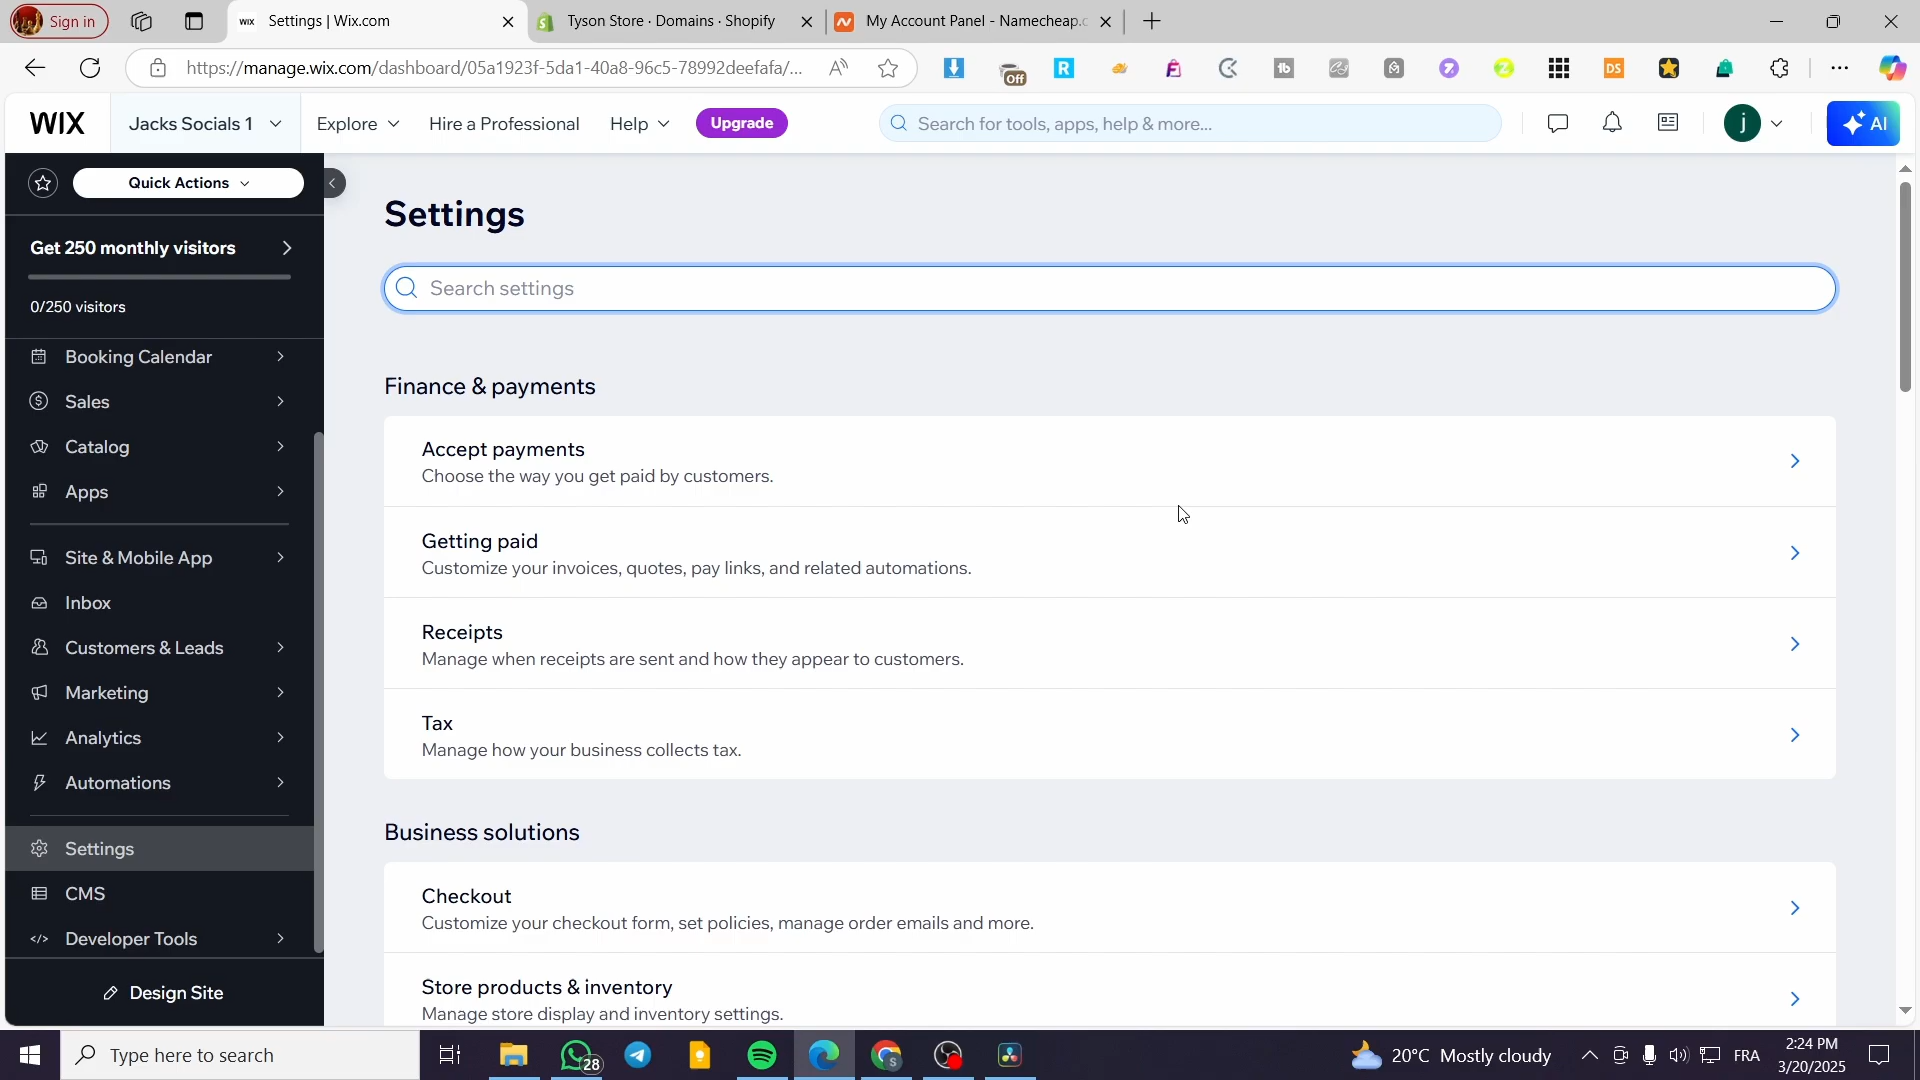 Sign in
Settings | Wix.com
Tyson Store · Domains · Shopify
My Account Panel - Namecheap.c
https://manage.wix.com/dashboard/05a1923f-5da1-40a8-96c5-78992deefafa/...
Off
WIX
Jacks Socials 1
Explore
Hire a Professional
Help
Upgrade
Search for tools, apps, help & more...
j
AI
Quick Actions
Get 250 monthly visitors
0/250 visitors
Booking Calendar
Sales
Catalog
Apps
Site & Mobile App
Inbox
Customers & Leads
Marketing
Analytics
Automations
Settings
CMS
Developer Tools
Design Site
Settings
Search settings
Finance & payments
Accept payments
Choose the way you get paid by customers.
Getting paid
Customize your invoices, quotes, pay links, and related automations.
Receipts
Manage when receipts are sent and how they appear to customers.
Tax
Manage how your business collects tax.
Business solutions
Checkout
Customize your checkout form, set policies, manage order emails and more.
Store products & inventory
Manage store display and inventory settings.
Type here to search
28
20°C Mostly cloudy
FRA
2:24 PM
3/20/2025